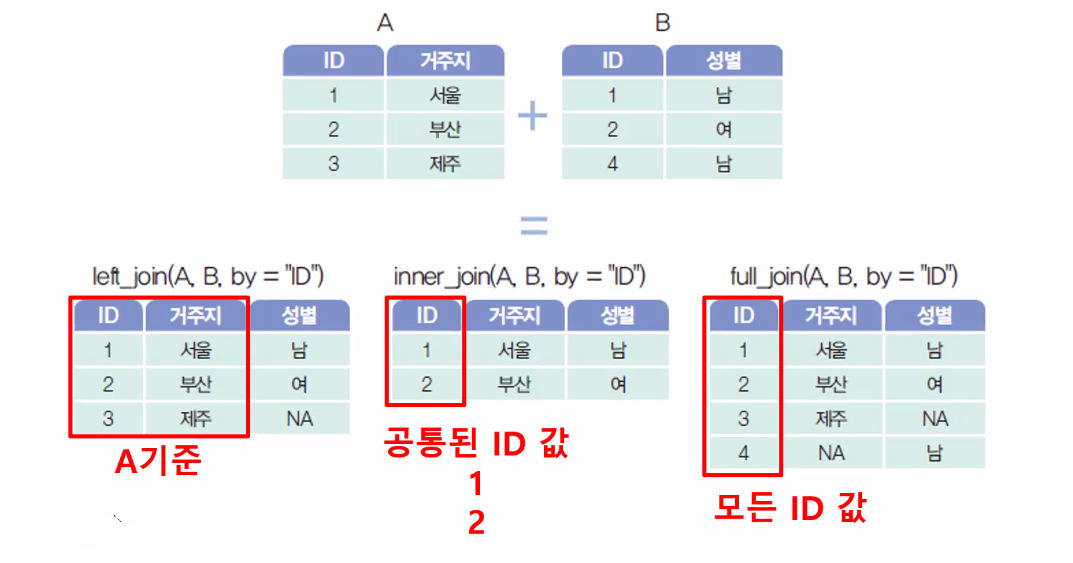 A B
ID 거주지 ID 성별
1 서울 1 남
2 부산 + 2 여
3 제주 4 남
=
left_join(A, B, by = "ID") inner_join(A, B, by = "ID") full_join(A, B, by = "ID")
ID 거주지 성별 ID 거주지 성별 ID 거주지 성별
1 서울 남 1 서울 남 1 서울 남
2 부산 여 2 부산 여 2 부산 여
3 제주 NA 3 제주 NA
4 NA 남
A기준 공통된 ID 값
1
2
모든 ID 값